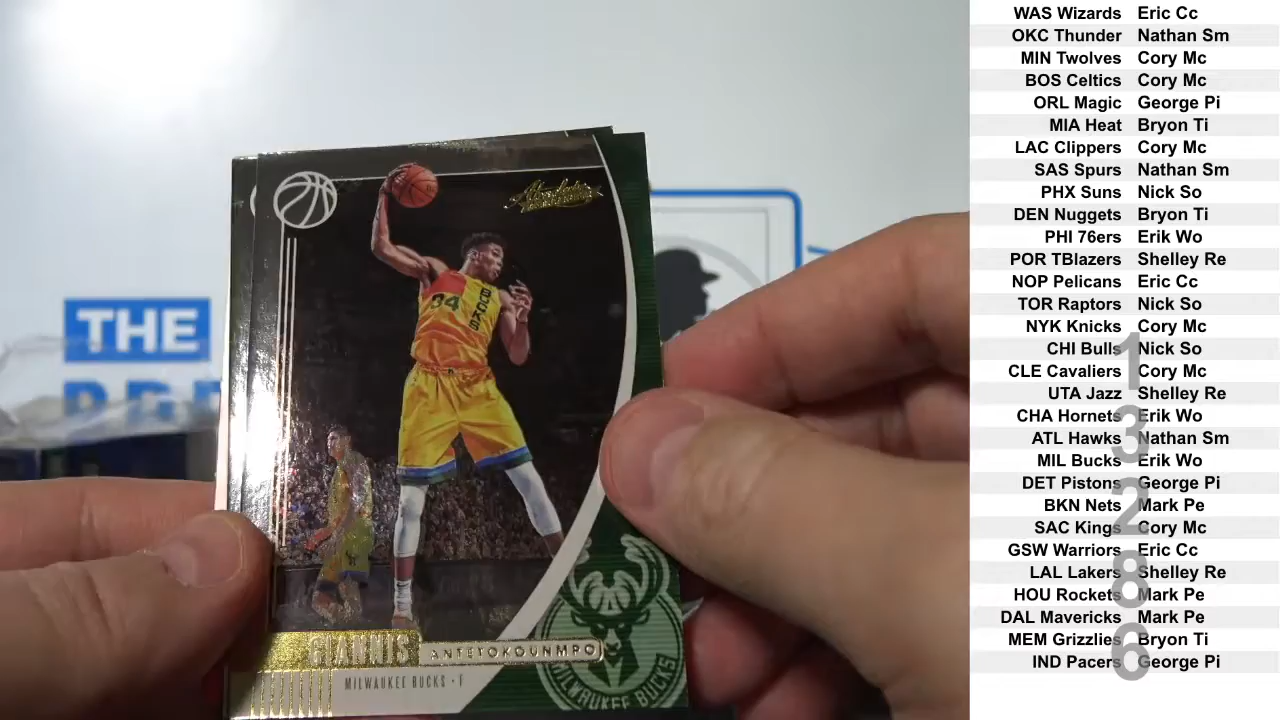 THE
Absolute
BUCKS
34
GIANNIS ANTETOKOUNMPO
MILWAUKEE BUCKS • F
MILWAUKEE BUCKS
WAS Wizards Eric Cc
OKC Thunder Nathan Sm
MIN Twolves Cory Mc
BOS Celtics Cory Mc
ORL Magic George Pi
MIA Heat Bryon Ti
LAC Clippers Cory Mc
SAS Spurs Nathan Sm
PHX Suns Nick So
DEN Nuggets Bryon Ti
PHI 76ers Erik Wo
POR TBlazers Shelley Re
NOP Pelicans Eric Cc
TOR Raptors Nick So
NYK Knicks Cory Mc
CHI Bulls Nick So
CLE Cavaliers Cory Mc
UTA Jazz Shelley Re
CHA Hornets Erik Wo
ATL Hawks Nathan Sm
MIL Bucks Erik Wo
DET Pistons George Pi
BKN Nets Mark Pe
SAC Kings Cory Mc
GSW Warriors Eric Cc
LAL Lakers Shelley Re
HOU Rockets Mark Pe
DAL Mavericks Mark Pe
MEM Grizzlies Bryon Ti
IND Pacers George Pi
1
3
2
8
6